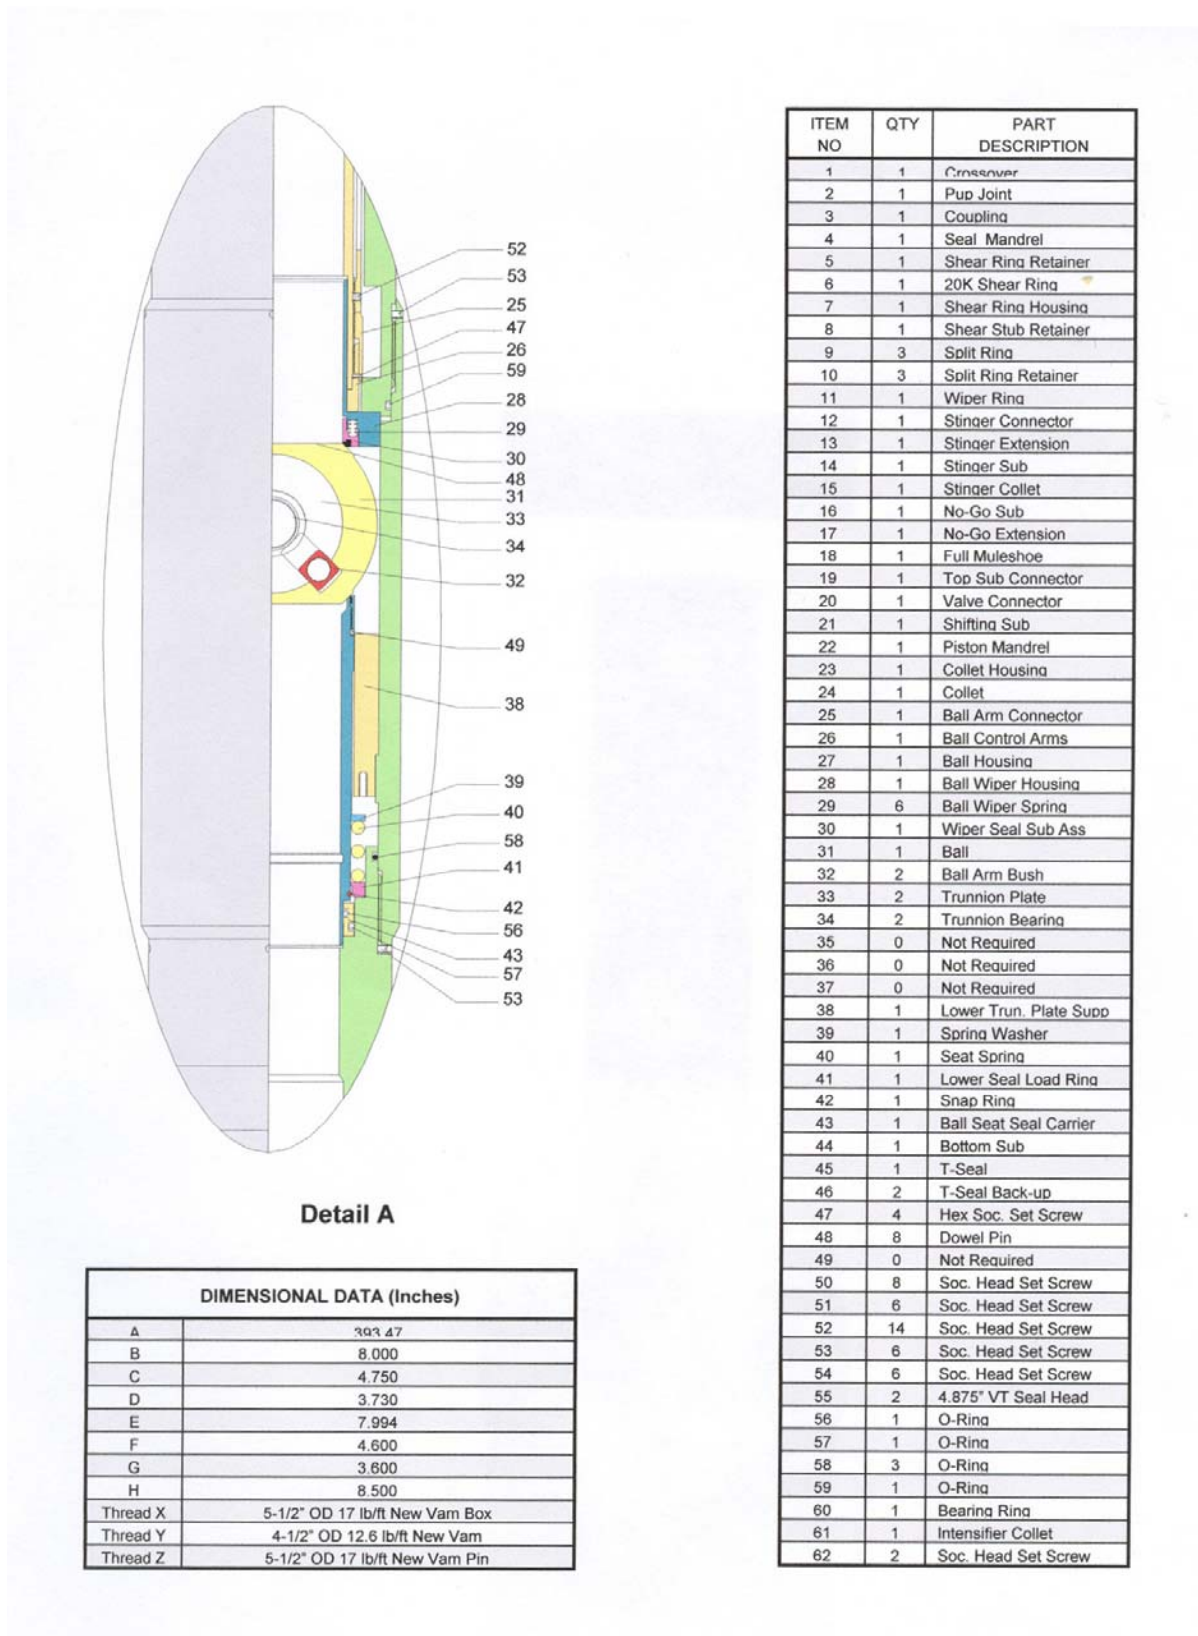 52
53
25
47
26
59
28
29
30
48
31
33
34
32
49
38
39
40
58
41
42
56
43
57
53
Detail A
DIMENSIONAL DATA (Inches)
A 393.47
B 8.000
C 4.750
D 3.730
E 7.994
F 4.600
G 3.600
H 8.500
Thread X 5-1/2" OD 17 lb/ft New Vam Box
Thread Y 4-1/2" OD 12.6 lb/ft New Vam
Thread Z 5-1/2" OD 17 lb/ft New Vam Pin
ITEM QTY PART
NO DESCRIPTION
1 1 Crossover
2 1 Pup Joint
3 1 Coupling
4 1 Seal Mandrel
5 1 Shear Ring Retainer
6 1 20K Shear Ring
7 1 Shear Ring Housing
8 1 Shear Stub Retainer
9 3 Split Ring
10 3 Split Ring Retainer
11 1 Wiper Ring
12 1 Stinger Connector
13 1 Stinger Extension
14 1 Stinger Sub
15 1 Stinger Collet
16 1 No-Go Sub
17 1 No-Go Extension
18 1 Full Muleshoe
19 1 Top Sub Connector
20 1 Valve Connector
21 1 Shifting Sub
22 1 Piston Mandrel
23 1 Collet Housing
24 1 Collet
25 1 Ball Arm Connector
26 1 Ball Control Arms
27 1 Ball Housing
28 1 Ball Wiper Housing
29 6 Ball Wiper Spring
30 1 Wiper Seal Sub Ass
31 1 Ball
32 2 Ball Arm Bush
33 2 Trunnion Plate
34 2 Trunnion Bearing
35 0 Not Required
36 0 Not Required
37 0 Not Required
38 1 Lower Trun. Plate Supp
39 1 Spring Washer
40 1 Seat Spring
41 1 Lower Seal Load Ring
42 1 Snap Ring
43 1 Ball Seat Seal Carrier
44 1 Bottom Sub
45 1 T-Seal
46 2 T-Seal Back-up
47 4 Hex Soc. Set Screw
48 8 Dowel Pin
49 0 Not Required
50 8 Soc. Head Set Screw
51 6 Soc. Head Set Screw
52 14 Soc. Head Set Screw
53 6 Soc. Head Set Screw
54 6 Soc. Head Set Screw
55 2 4.875" VT Seal Head
56 1 O-Ring
57 1 O-Ring
58 3 O-Ring
59 1 O-Ring
60 1 Bearing Ring
61 1 Intensifier Collet
62 2 Soc. Head Set Screw